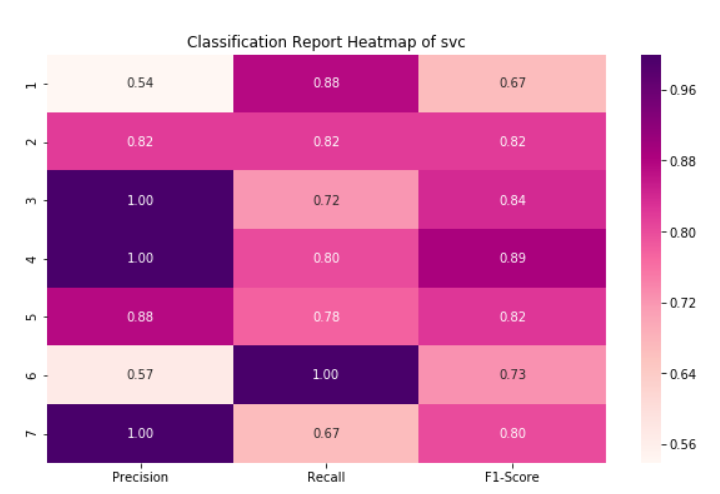 Classification Report Heatmap of svc
1 0.54 0.88 0.67
2 0.82 0.82 0.82
3 1.00 0.72 0.84
4 1.00 0.80 0.89
5 0.88 0.78 0.82
6 0.57 1.00 0.73
7 1.00 0.67 0.80
Precision Recall F1-Score
0.96
0.88
0.80
0.72
0.64
0.56